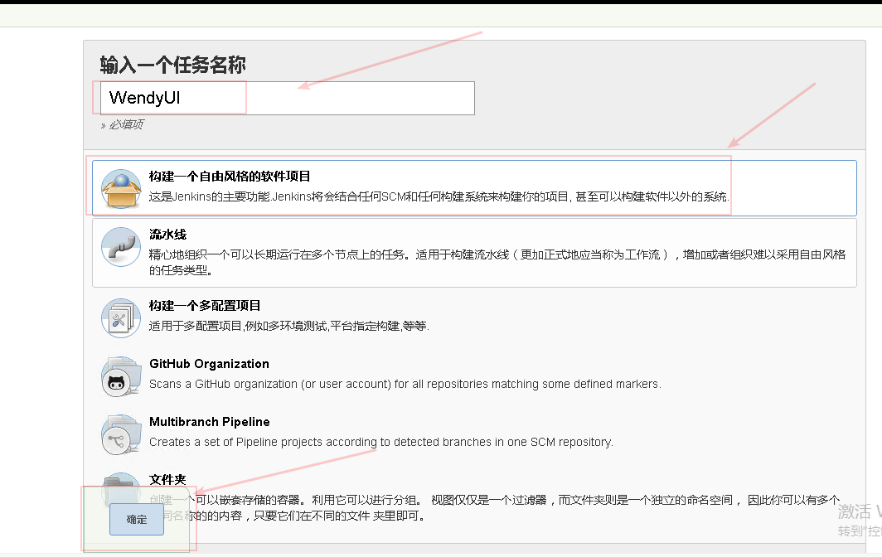 输入一个任务名称
WendyUI
» 必填项
构建一个自由风格的软件项目
这是Jenkins的主要功能.Jenkins将会结合任何SCM和任何构建系统来构建你的项目, 甚至可以构建软件以外的系统.
流水线
精心地组织一个可以长期运行在多个节点上的任务。适用于构建流水线（更加正式地应当称为工作流），增加或者组织难以采用自由风格
的任务类型。
构建一个多配置项目
适用于多配置项目,例如多环境测试,平台指定构建,等等.
GitHub Organization
Scans a GitHub organization (or user account) for all repositories matching some defined markers.
Multibranch Pipeline
Creates a set of Pipeline projects according to detected branches in one SCM repository.
文件夹
创建一个可以嵌套存储的容器。利用它可以进行分组。 视图仅仅是一个过滤器，而文件夹则是一个独立的命名空间， 因此你可以有多个
同名称的的内容，只要它们在不同的文件 夹里即可。
确定
激活
转到"控